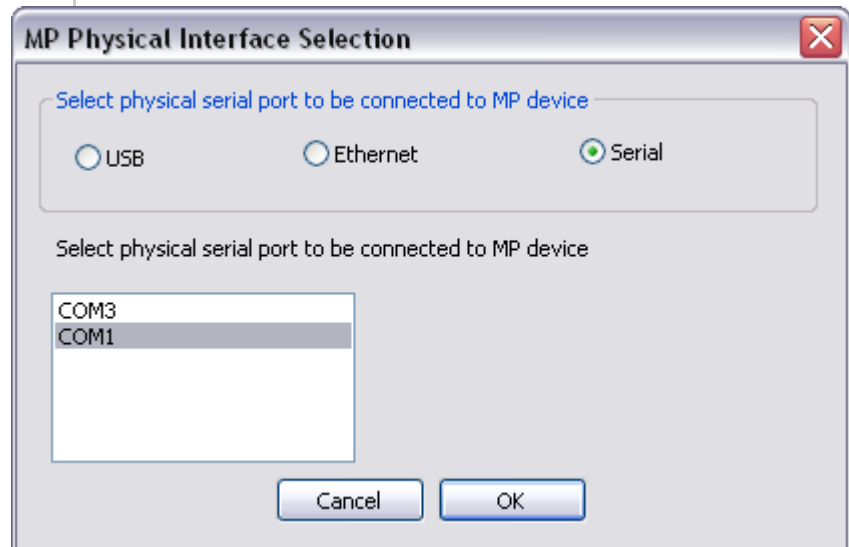 MP Physical Interface Selection
Select physical serial port to be connected to MP device
USB Ethernet Serial
Select physical serial port to be connected to MP device
COM3
COM1
Cancel OK